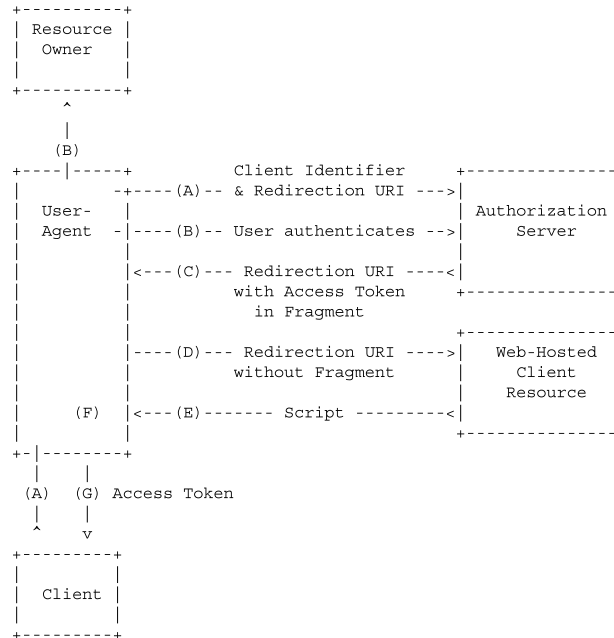 +----------+
| Resource |
|  Owner   |
|          |
+----------+
     ^
     |
    (B)
+----|-----+          Client Identifier      +---------------
|         -+----(A)-- & Redirection URI --->|
|  User-   |                                | Authorization
|  Agent  -|----(B)-- User authenticates -->|     Server
|          |                                |
|          |<---(C)--- Redirection URI ----<|
|          |          with Access Token     +---------------
|          |            in Fragment
|          |                                +---------------
|          |----(D)--- Redirection URI ---->|   Web-Hosted
|          |          without Fragment      |     Client
|          |                                |    Resource
|     (F)  |<---(E)------- Script --------<|
|          |                                +---------------
+-|--------+
  |    |
 (A)  (G) Access Token
  |    |
  ^    v
+---------+
|         |
|  Client |
|         |
+---------+